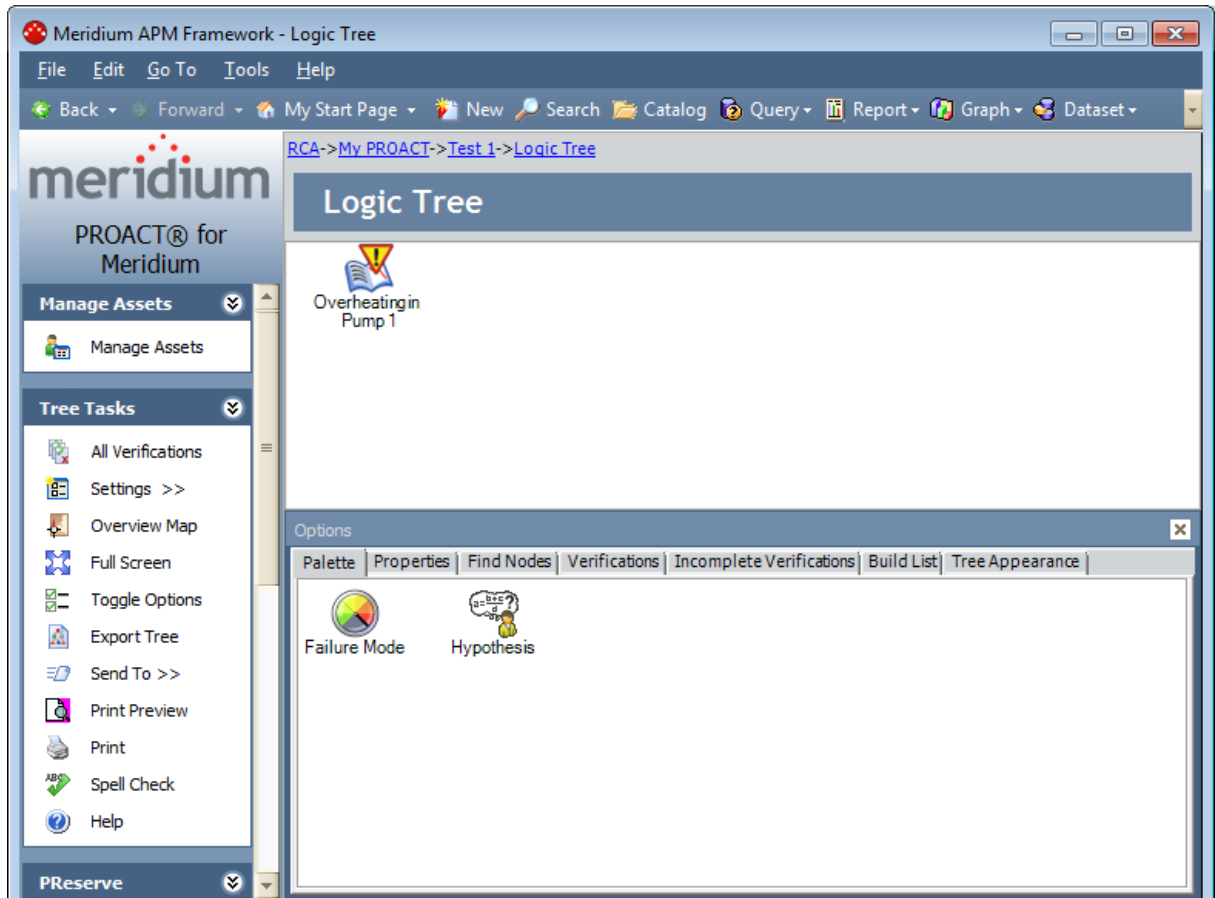 Meridium APM Framework - Logic Tree
File Edit Go To Tools Help
Back Forward My Start Page New Search Catalog Query Report Graph Dataset
meridium
PROACT® for
Meridium
Manage Assets
Manage Assets
Tree Tasks
All Verifications
Settings >>
Overview Map
Full Screen
Toggle Options
Export Tree
Send To >>
Print Preview
Print
ABC
Spell Check
Help
PReserve
RCA->My PROACT->Test 1->Logic Tree
Logic Tree
Overheating in
Pump 1
Options
Palette Properties Find Nodes Verifications Incomplete Verifications Build List Tree Appearance
Failure Mode Hypothesis